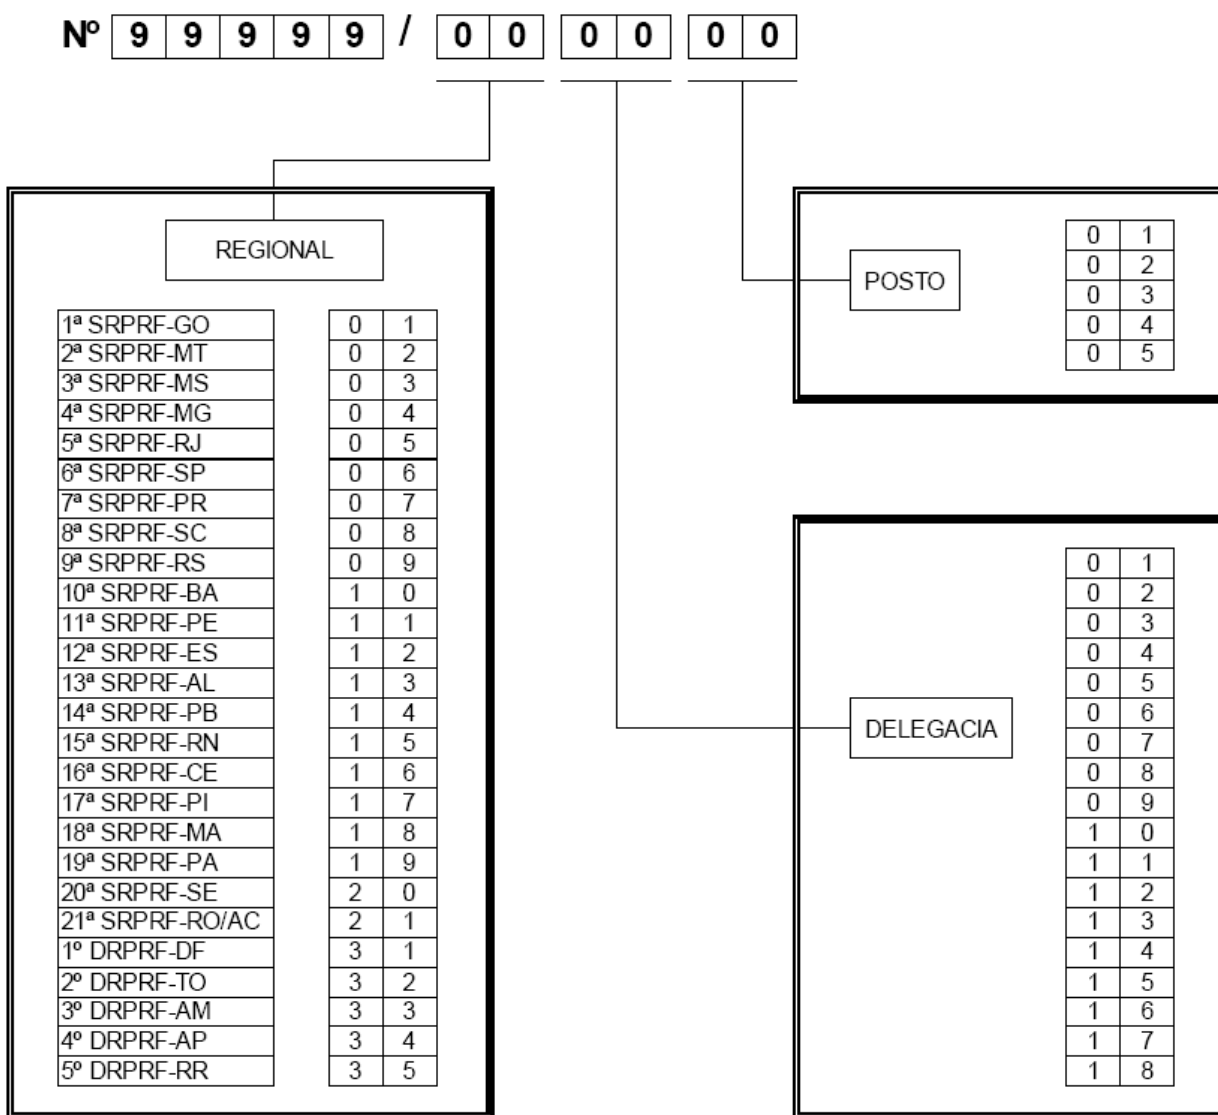 Nº 9 9 9 9 9 / 0 0 0 0 0 0
REGIONAL
1ª SRPRF-GO 0 1
2ª SRPRF-MT 0 2
3ª SRPRF-MS 0 3
4ª SRPRF-MG 0 4
5ª SRPRF-RJ 0 5
6ª SRPRF-SP 0 6
7ª SRPRF-PR 0 7
8ª SRPRF-SC 0 8
9ª SRPRF-RS 0 9
10ª SRPRF-BA 1 0
11ª SRPRF-PE 1 1
12ª SRPRF-ES 1 2
13ª SRPRF-AL 1 3
14ª SRPRF-PB 1 4
15ª SRPRF-RN 1 5
16ª SRPRF-CE 1 6
17ª SRPRF-PI 1 7
18ª SRPRF-MA 1 8
19ª SRPRF-PA 1 9
20ª SRPRF-SE 2 0
21ª SRPRF-RO/AC 2 1
1º DRPRF-DF 3 1
2º DRPRF-TO 3 2
3º DRPRF-AM 3 3
4º DRPRF-AP 3 4
5º DRPRF-RR 3 5
POSTO
0 1
0 2
0 3
0 4
0 5
DELEGACIA
0 1
0 2
0 3
0 4
0 5
0 6
0 7
0 8
0 9
1 0
1 1
1 2
1 3
1 4
1 5
1 6
1 7
1 8